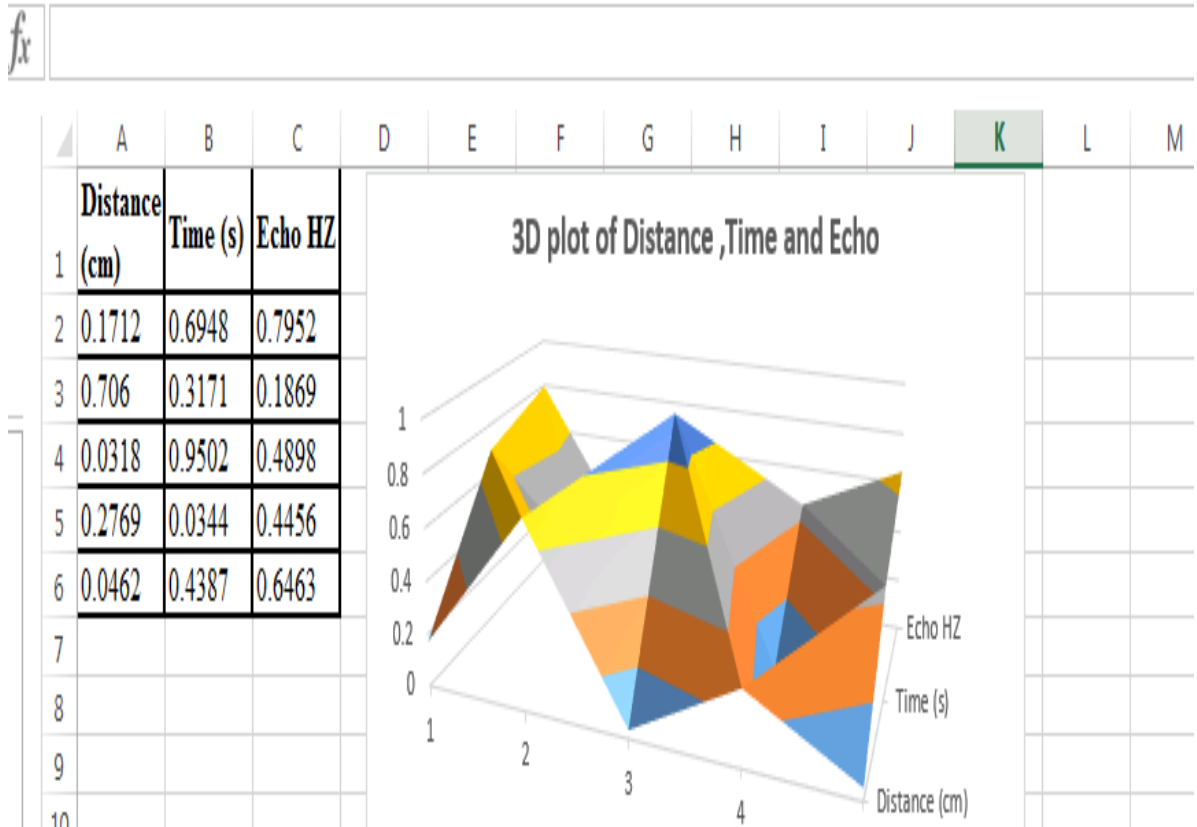 fx
A B C D E F G H I J K L M
1 Distance (cm) Time (s) Echo HZ
2 0.1712 0.6948 0.7952
3 0.706 0.3171 0.1869
4 0.0318 0.9502 0.4898
5 0.2769 0.0344 0.4456
6 0.0462 0.4387 0.6463
7
8
9
10
3D plot of Distance ,Time and Echo
1
0.8
0.6
0.4
0.2
0
1
2
3
4
Echo HZ
Time (s)
Distance (cm)